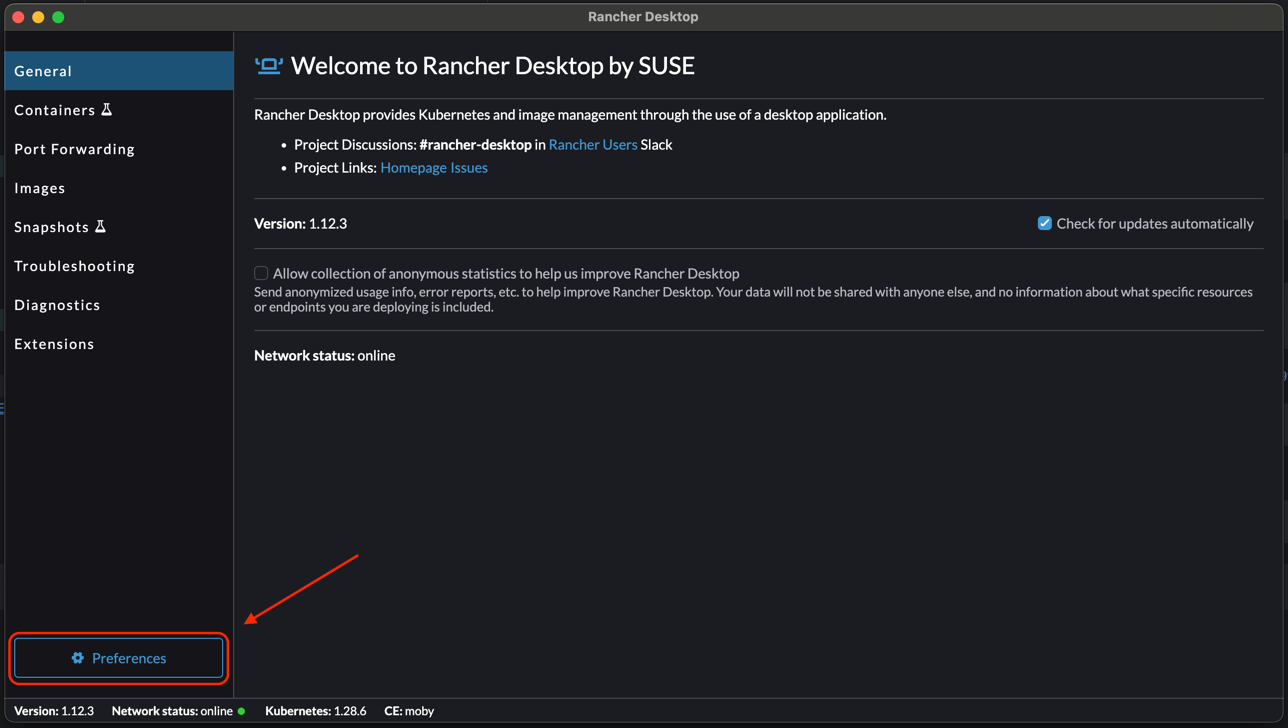 Rancher Desktop
General
Containers
Port Forwarding
Images
Snapshots
Troubleshooting
Diagnostics
Extensions
Preferences
Welcome to Rancher Desktop by SUSE
Rancher Desktop provides Kubernetes and image management through the use of a desktop application.
• Project Discussions: #rancher-desktop in Rancher Users Slack
• Project Links: Homepage Issues
Version: 1.12.3
Check for updates automatically
Allow collection of anonymous statistics to help us improve Rancher Desktop
Send anonymized usage info, error reports, etc. to help improve Rancher Desktop. Your data will not be shared with anyone else, and no information about what specific resources
or endpoints you are deploying is included.
Network status: online
Version: 1.12.3 Network status: online Kubernetes: 1.28.6 CE: moby